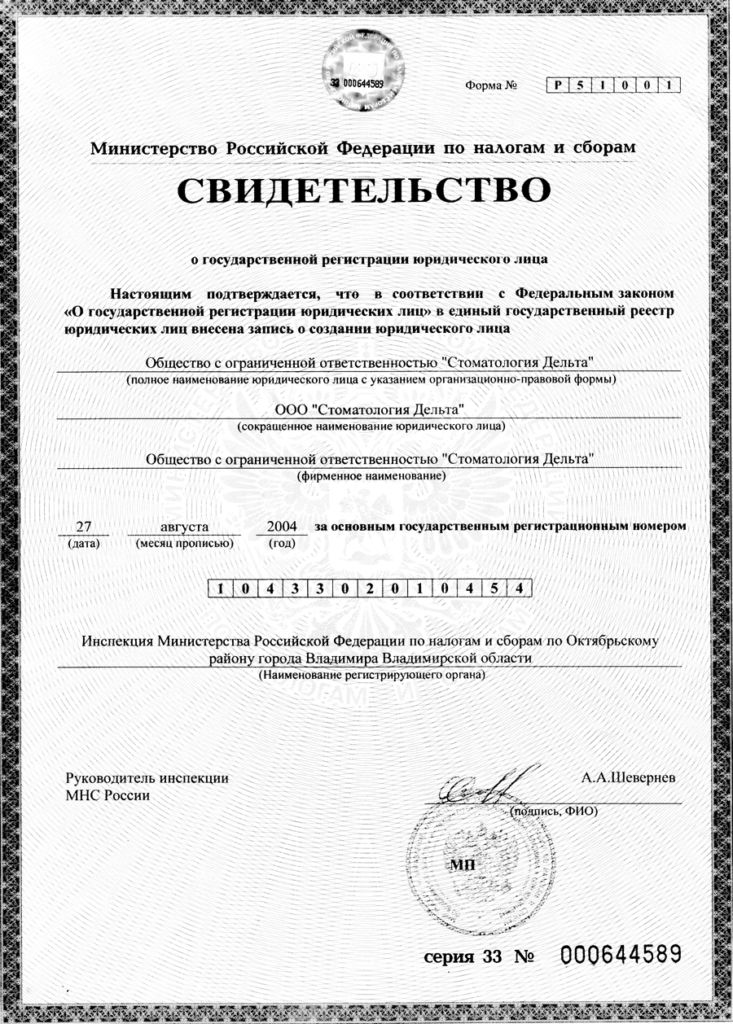 33 000644589
Форма № Р 5 1 0 0 1
Министерство Российской Федерации по налогам и сборам
СВИДЕТЕЛЬСТВО
о государственной регистрации юридического лица
Настоящим подтверждается, что в соответствии с Федеральным законом
«О государственной регистрации юридических лиц» в единый государственный реестр
юридических лиц внесена запись о создании юридического лица
Общество с ограниченной ответственностью "Стоматология Дельта"
(полное наименование юридического лица с указанием организационно-правовой формы)
ООО "Стоматология Дельта"
(сокращенное наименование юридического лица)
Общество с ограниченной ответственностью "Стоматология Дельта"
(фирменное наименование)
27 августа 2004 за основным государственным регистрационным номером
(дата) (месяц прописью) (год)
1 0 4 3 3 0 2 0 1 0 4 5 4
Инспекция Министерства Российской Федерации по налогам и сборам по Октябрьскому
району города Владимира Владимирской области
(Наименование регистрирующего органа)
Руководитель инспекции А.А.Шевернев
МНС России
(подпись, ФИО)
МП
серия 33 № 000644589